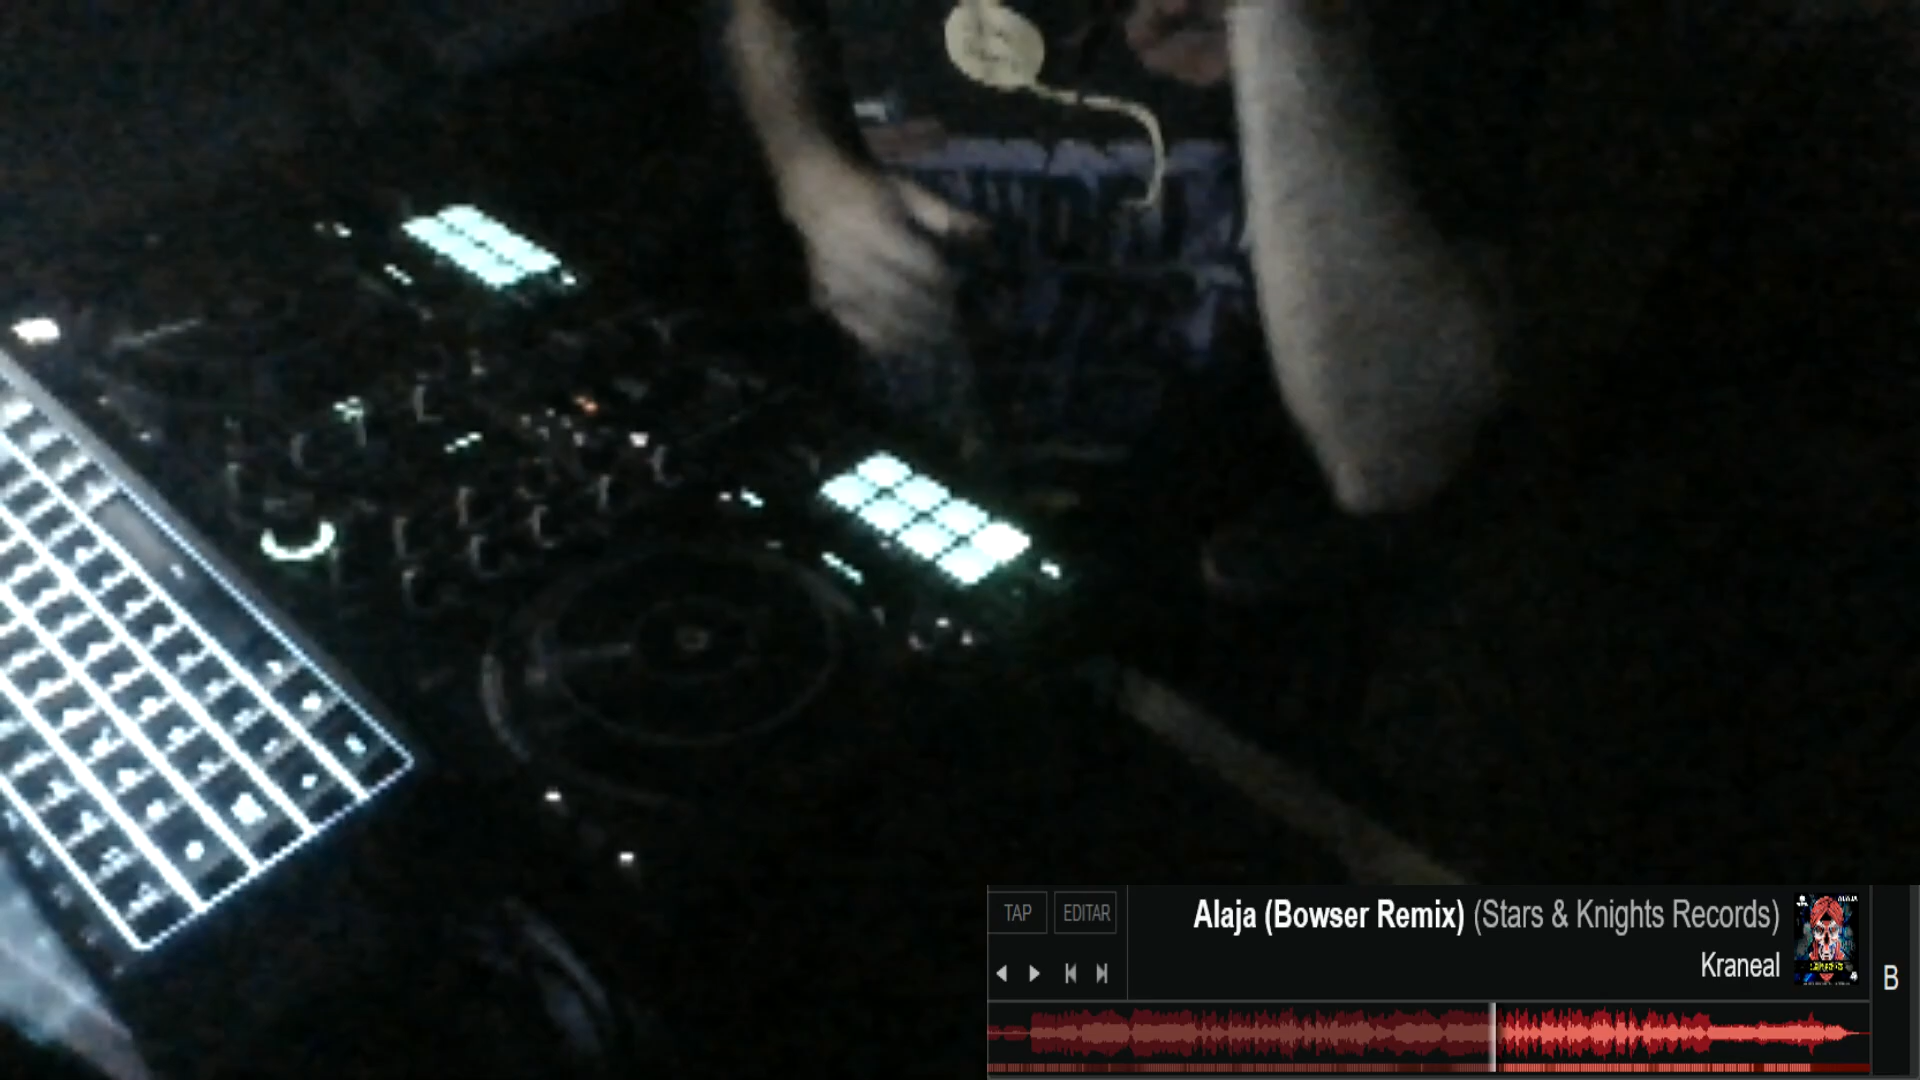 TAP EDITAR
Alaja (Bowser Remix) (Stars & Knights Records)
Kraneal
B